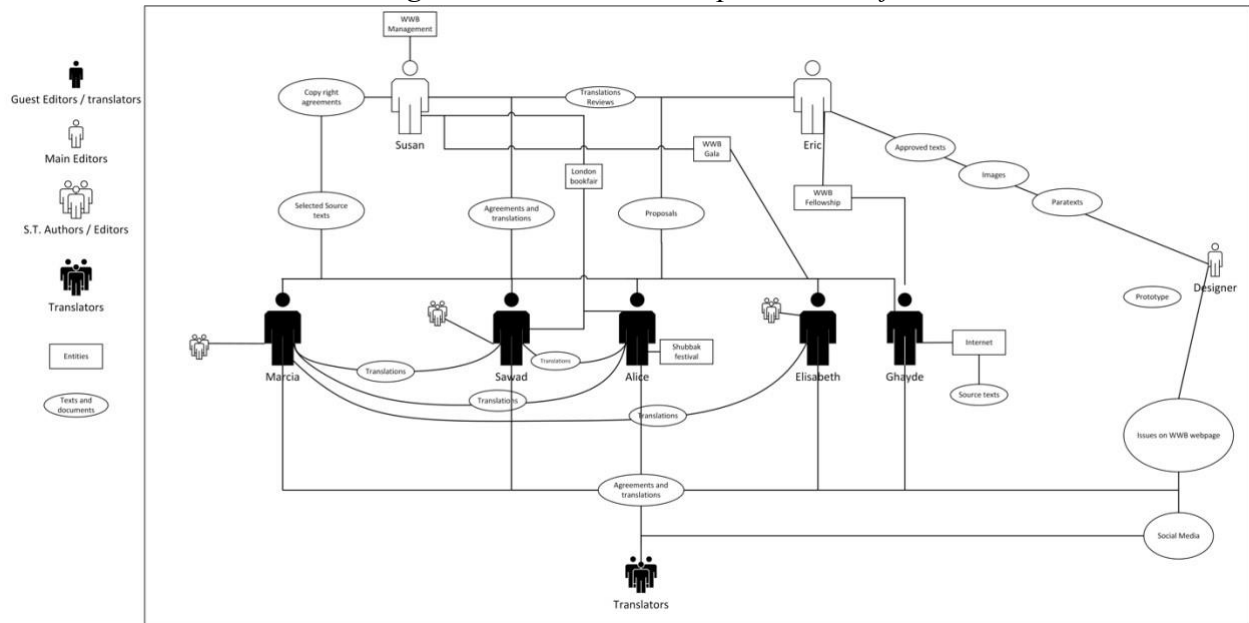 WWB
Management
Guest Editors / translators
Main Editors
S.T. Authors / Editors
Translators
Entities
Texts and
documents
Copy right
agreements
Susan
Translations
Reviews
Eric
WWB
Gala
London
bookfair
Approved texts
Images
Paratexts
WWB
Fellowship
Selected Source
texts
Agreements and
translations
Proposals
Designer
Prototype
Marcia
Sawad
Alice
Shubbak
festival
Elisabeth
Ghayde
Internet
Source texts
Translations
Translations
Translations
Translations
Issues on WWB webpage
Agreements and
translations
Social Media
Translators